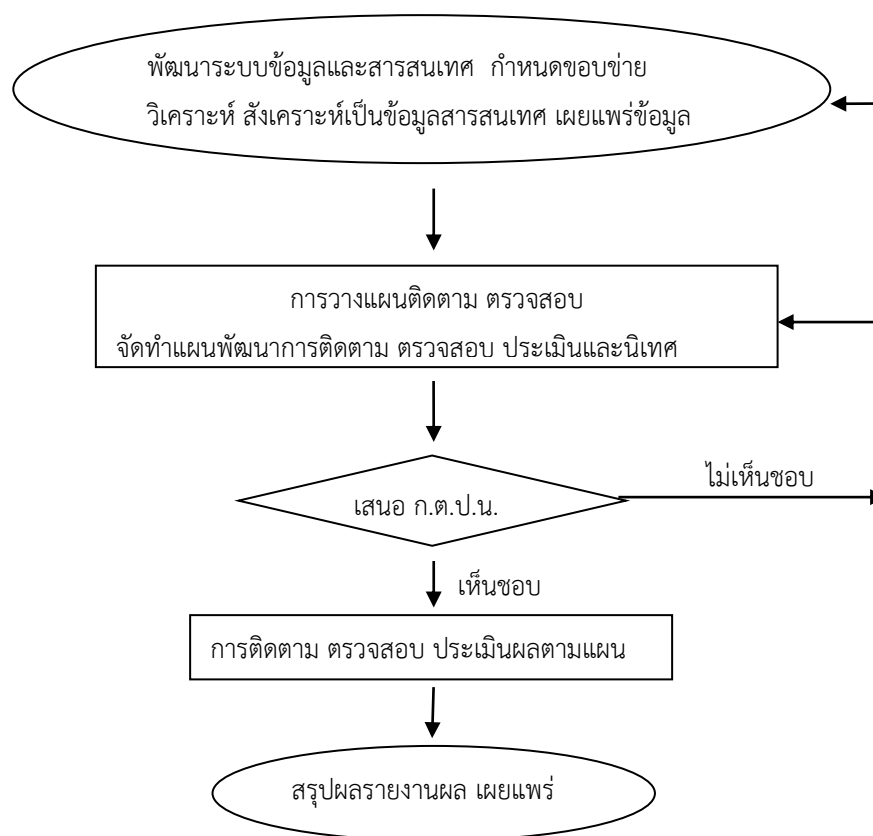 พัฒนาระบบข้อมูลและสารสนเทศ กำหนดขอบข่าย
วิเคราะห์ สังเคราะห์เป็นข้อมูลสารสนเทศ เผยแพร่ข้อมูล
การวางแผนติดตาม ตรวจสอบ
จัดทำแผนพัฒนาการติดตาม ตรวจสอบ ประเมินและนิเทศ
ไม่เห็นชอบ
เสนอ ก.ต.ป.น.
เห็นชอบ
การติดตาม ตรวจสอบ ประเมินผลตามแผน
สรุปผลรายงานผล เผยแพร่